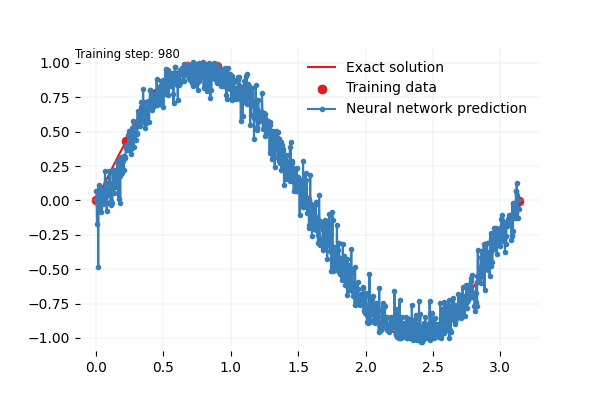 Training step: 980
Exact solution
Training data
Neural network prediction
1.00
0.75
0.50
0.25
0.00
−0.25
−0.50
−0.75
−1.00
0.0 0.5 1.0 1.5 2.0 2.5 3.0